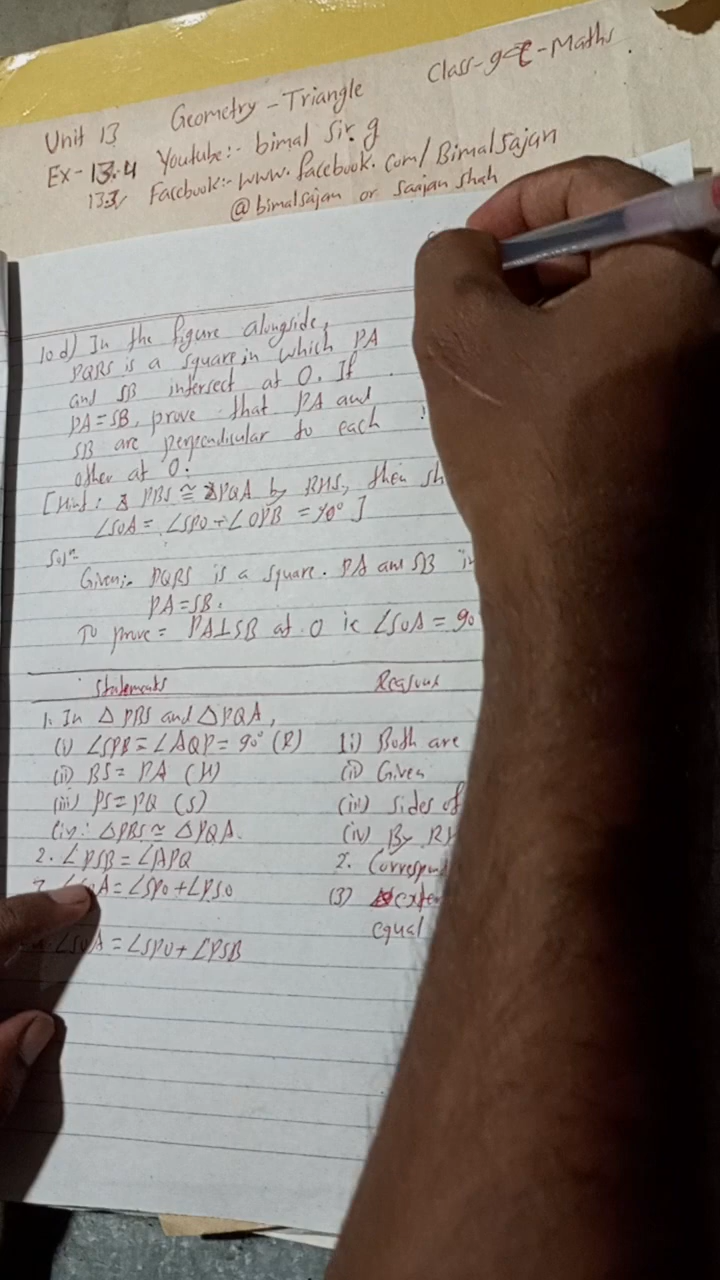 Unit 13 Geometry - Triangle Class-9 - Maths
Ex - 13.4 Youtube:- bimal sir g
13.3/ Facebook:- www.facebook.com/Bimalsajan
@bimalsajan or Saajan shah
10.d) In the figure alongside,
PQRS is a square in which PA
and SB intersect at O. If
PA = SB, prove that PA and
SB are perpendicular to each
other at O.
[Hint: Δ PBS ≅ ΔPQA by RHS, then sh
∠SOA = ∠SPO + ∠OPB = 90° ]
Solⁿ
Given:- PQRS is a square. PA and SB
PA = SB.
To prove = PA⊥SB at O ie ∠SOA = 90
Statements Reasons
1. In Δ PBS and Δ PQA,
(i) ∠SPB = ∠AQP = 90° (R) (i) Both are
(ii) BS = PA (H) (ii) Given
(iii) PS = PQ (S) (iii) sides of
(iv) ∴ ΔPBS ≅ ΔPQA. (iv) By RH
2. ∠PSB = ∠APQ 2. Correspon
A = ∠SPO + ∠PSO (3) exter
equal
∠SOA = ∠SPO + ∠PSB